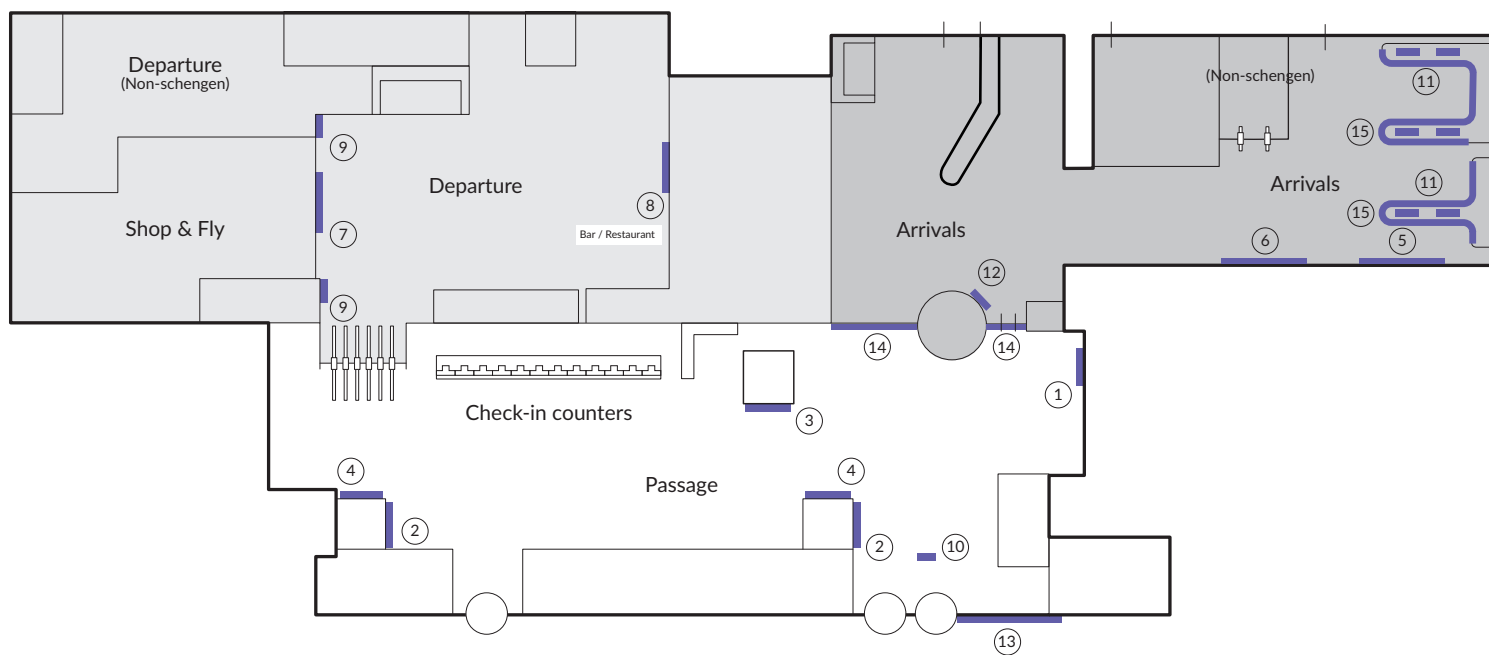 Departure
(Non-schengen)
(Non-schengen)
11
15
9
Departure
Arrivals
11
8
15
Shop & Fly
7
Bar / Restaurant
Arrivals
6
5
12
9
14
14
1
Check-in counters
3
4
Passage
4
2
2
10
13